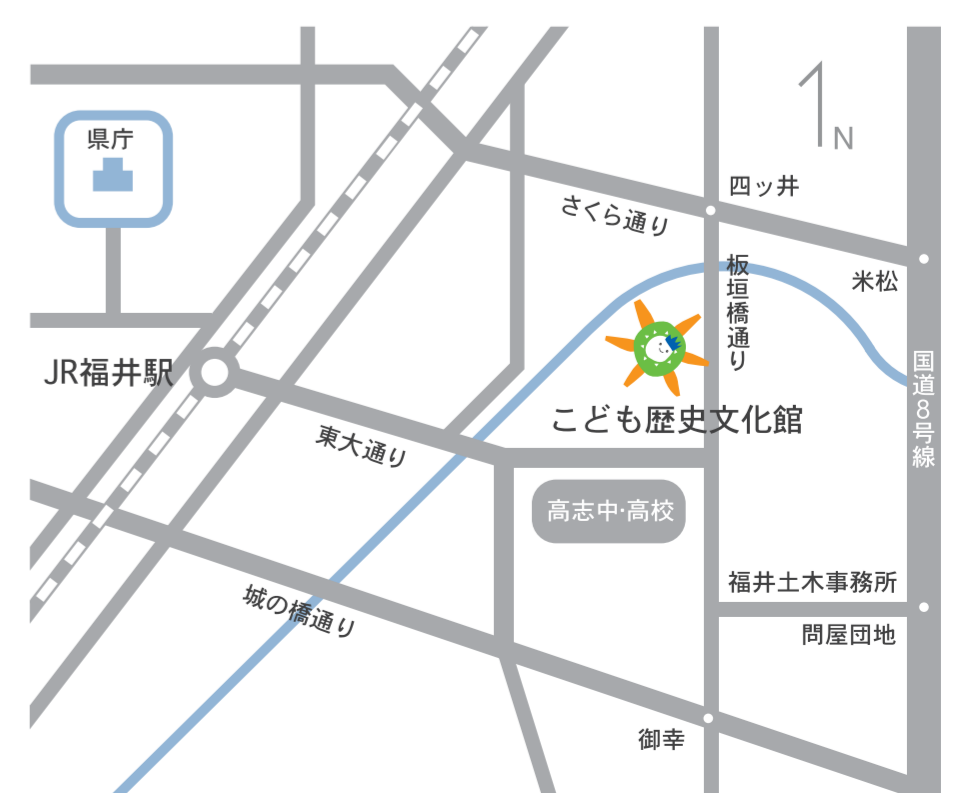 県庁
N
四ッ井
さくら通り
米松
板垣橋通り
国道8号線
JR福井駅
こども歴史文化館
東大通り
高志中・高校
福井土木事務所
城の橋通り
問屋団地
御幸